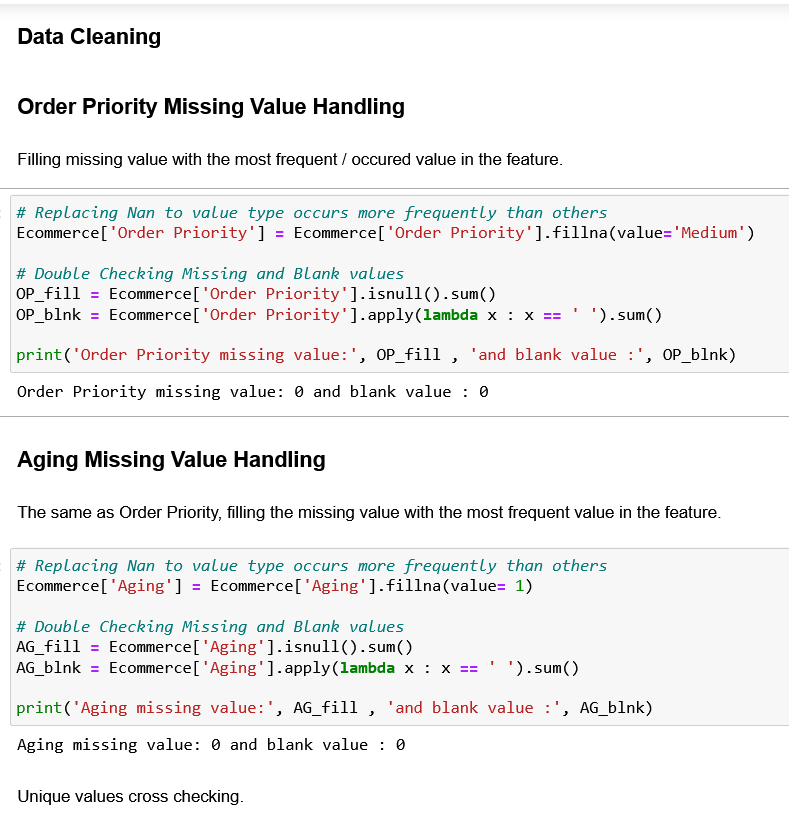 Data Cleaning
Order Priority Missing Value Handling
Filling missing value with the most frequent / occured value in the feature.
# Replacing Nan to value type occurs more frequently than others
Ecommerce['Order Priority'] = Ecommerce['Order Priority'].fillna(value='Medium')
# Double Checking Missing and Blank values
OP_fill = Ecommerce['Order Priority'].isnull().sum()
OP_blnk = Ecommerce['Order Priority'].apply(lambda x : x == ' ').sum()
print('Order Priority missing value:', OP_fill , 'and blank value :', OP_blnk)
Order Priority missing value: 0 and blank value : 0
Aging Missing Value Handling
The same as Order Priority, filling the missing value with the most frequent value in the feature.
# Replacing Nan to value type occurs more frequently than others
Ecommerce['Aging'] = Ecommerce['Aging'].fillna(value= 1)
# Double Checking Missing and Blank values
AG_fill = Ecommerce['Aging'].isnull().sum()
AG_blnk = Ecommerce['Aging'].apply(lambda x : x == ' ').sum()
print('Aging missing value:', AG_fill , 'and blank value :', AG_blnk)
Aging missing value: 0 and blank value : 0
Unique values cross checking.